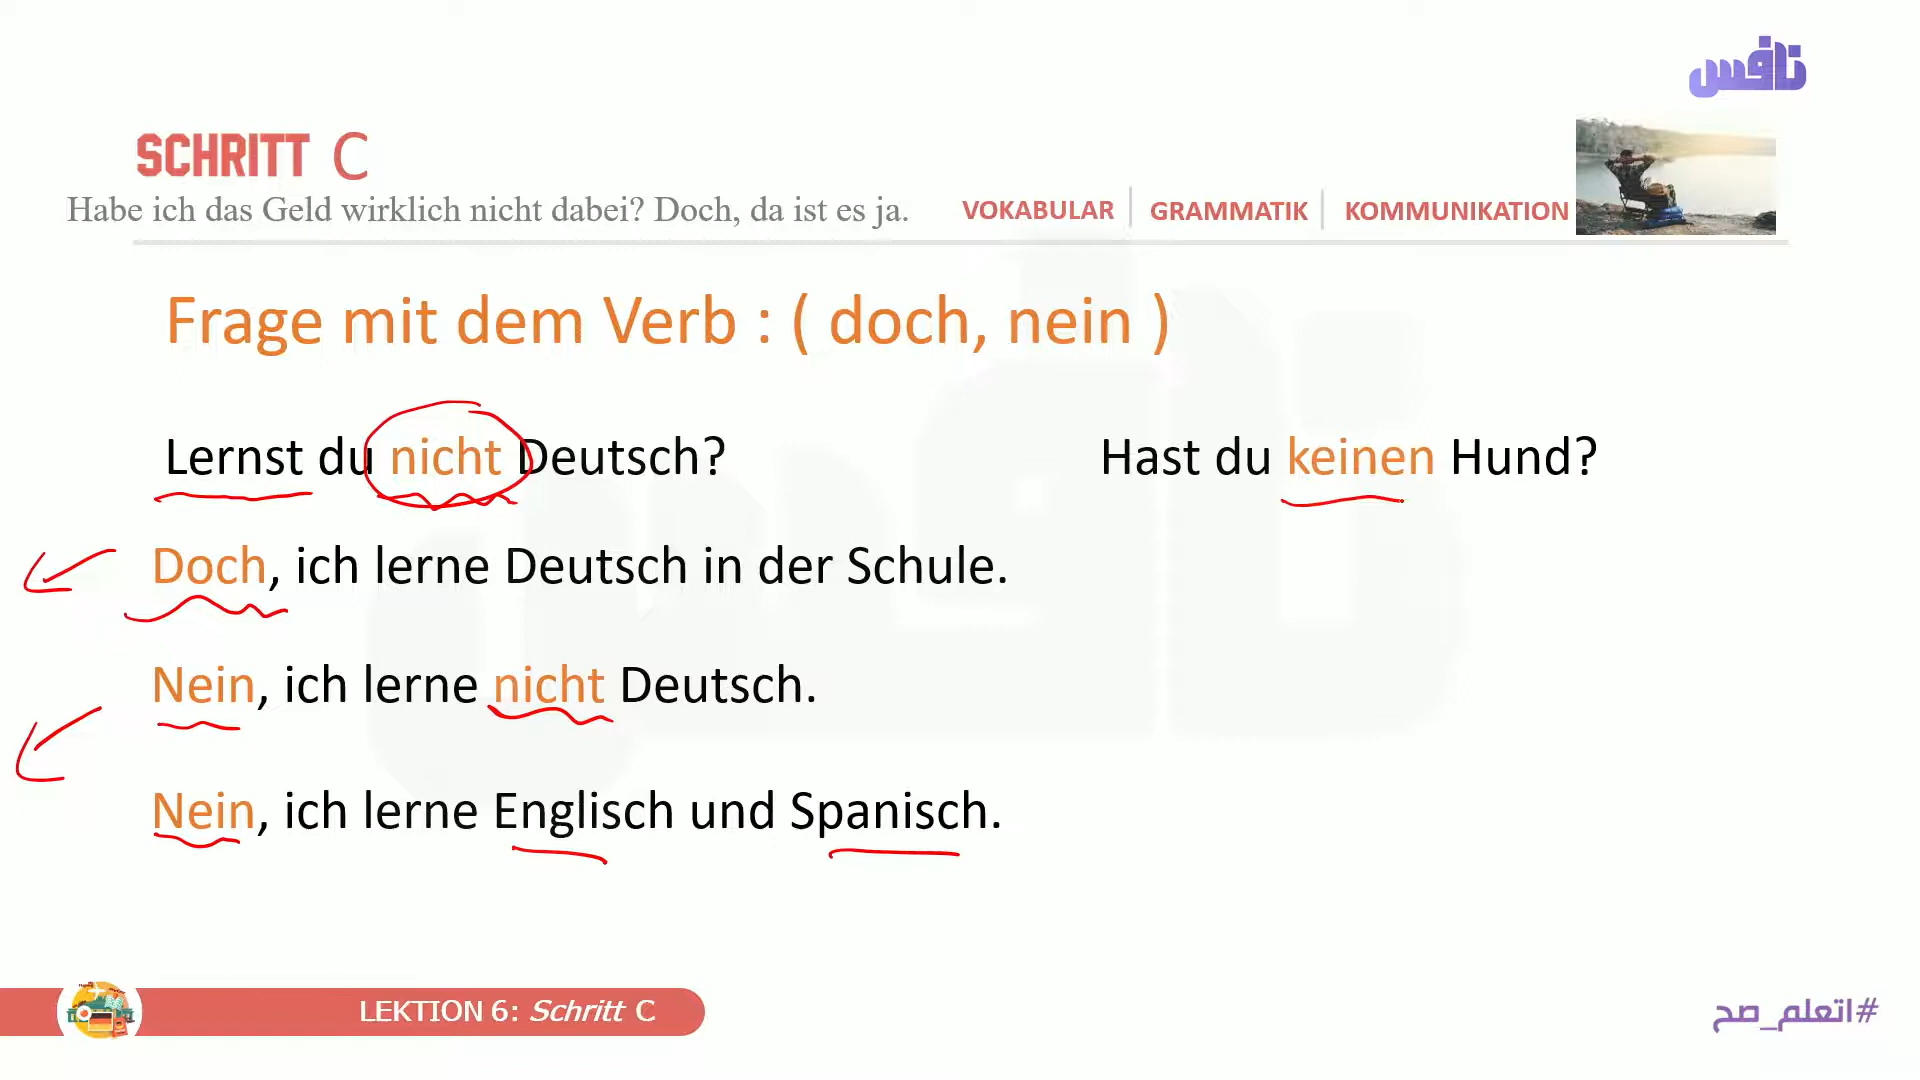 نافس
SCHRITT C
Habe ich das Geld wirklich nicht dabei? Doch, da ist es ja.
VOKABULAR GRAMMATIK KOMMUNIKATION
Frage mit dem Verb : ( doch, nein )
Lernst du nicht Deutsch?
Hast du keinen Hund?
Doch, ich lerne Deutsch in der Schule.
Nein, ich lerne nicht Deutsch.
Nein, ich lerne Englisch und Spanisch.
LEKTION 6: Schritt C
#اتعلم_صح